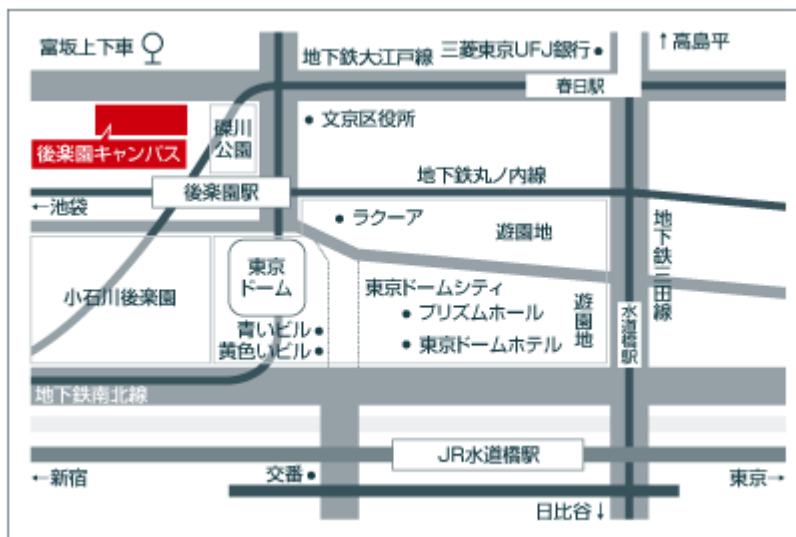 富坂上下車
地下鉄大江戸線
三菱東京UFJ銀行
↑高島平
春日駅
後楽園キャンパス
礫川
公園
文京区役所
後楽園駅
地下鉄丸ノ内線
←池袋
ラクーア
遊園地
地下鉄三田線
小石川後楽園
東京
ドーム
東京ドームシティ
プリズムホール
東京ドームホテル
遊園地
水道橋駅
青いビル
黄色いビル
地下鉄南北線
JR水道橋駅
←新宿
交番
東京→
日比谷↓